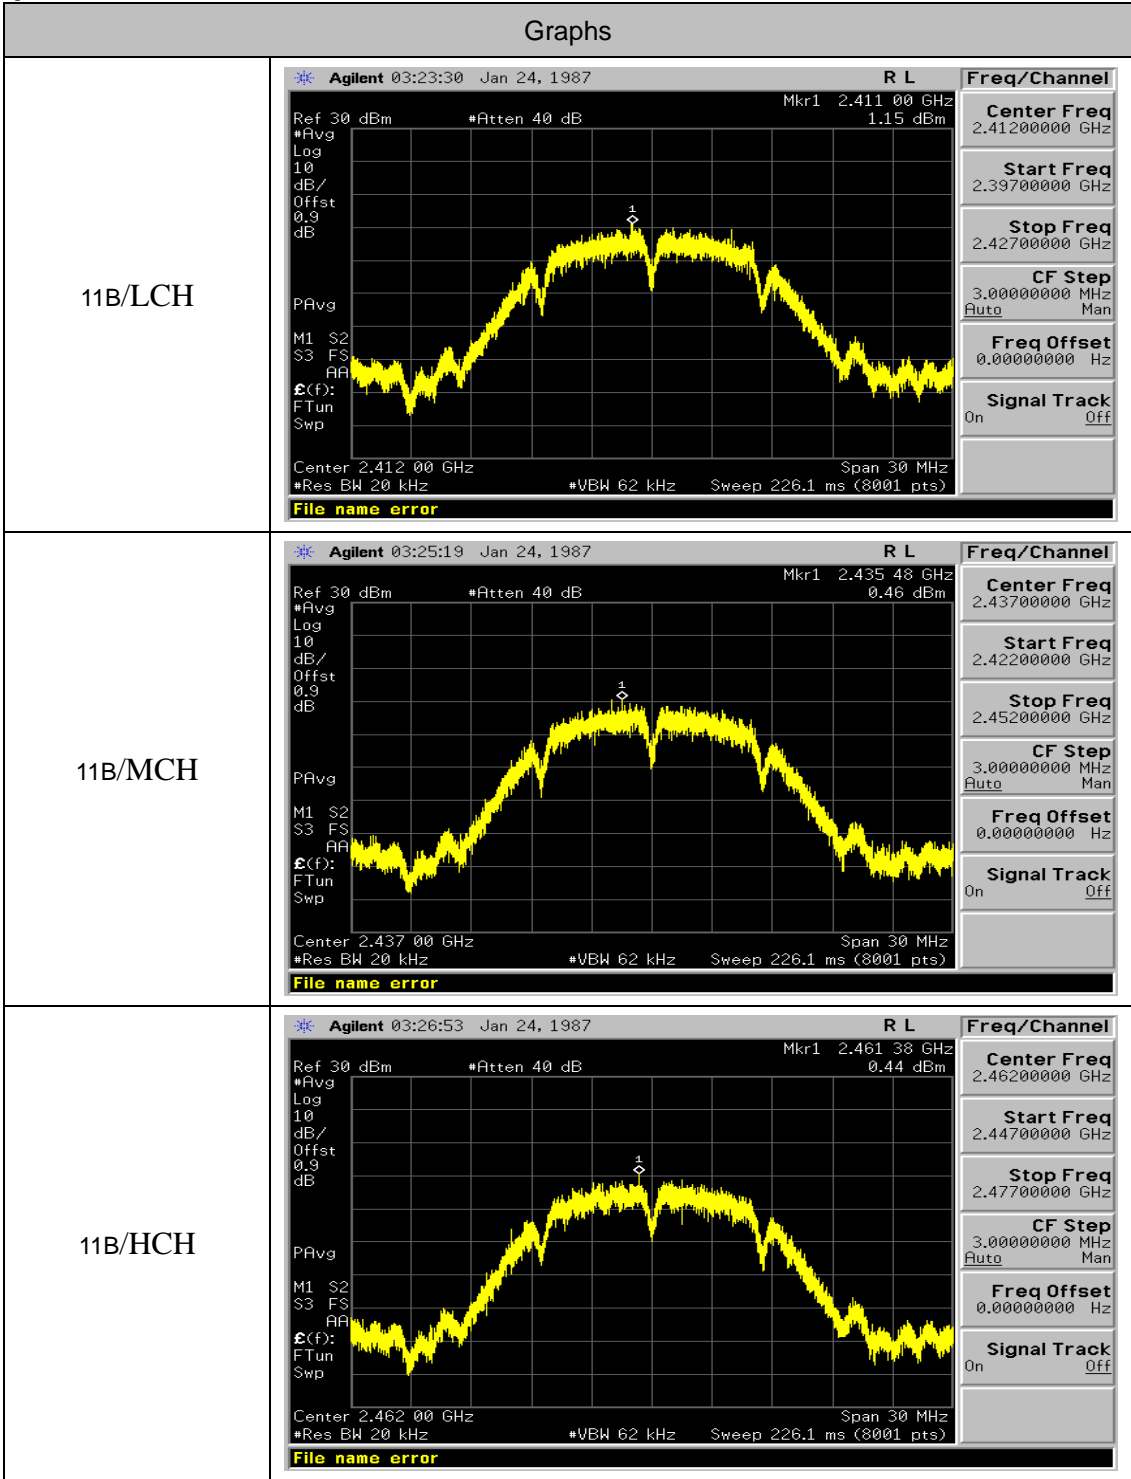 Graphs
11B/LCH
Agilent 03:23:30 Jan 24, 1987 R L Freq/Channel
Mkr1 2.411 00 GHz
Ref 30 dBm #Atten 40 dB 1.15 dBm
#Avg
Log
10
dB/
Offst
0.9
dB
1
PAvg
M1 S2
S3 FS
AA
£(f):
FTun
Swp
Center 2.412 00 GHz Span 30 MHz
#Res BW 20 kHz #VBW 62 kHz Sweep 226.1 ms (8001 pts)
File name error
Center Freq
2.41200000 GHz
Start Freq
2.39700000 GHz
Stop Freq
2.42700000 GHz
CF Step
3.00000000 MHz
Auto Man
Freq Offset
0.00000000 Hz
Signal Track
On Off
11B/MCH
Agilent 03:25:19 Jan 24, 1987 R L Freq/Channel
Mkr1 2.435 48 GHz
Ref 30 dBm #Atten 40 dB 0.46 dBm
#Avg
Log
10
dB/
Offst
0.9
dB
1
PAvg
M1 S2
S3 FS
AA
£(f):
FTun
Swp
Center 2.437 00 GHz Span 30 MHz
#Res BW 20 kHz #VBW 62 kHz Sweep 226.1 ms (8001 pts)
File name error
Center Freq
2.43700000 GHz
Start Freq
2.42200000 GHz
Stop Freq
2.45200000 GHz
CF Step
3.00000000 MHz
Auto Man
Freq Offset
0.00000000 Hz
Signal Track
On Off
11B/HCH
Agilent 03:26:53 Jan 24, 1987 R L Freq/Channel
Mkr1 2.461 38 GHz
Ref 30 dBm #Atten 40 dB 0.44 dBm
#Avg
Log
10
dB/
Offst
0.9
dB
1
PAvg
M1 S2
S3 FS
AA
£(f):
FTun
Swp
Center 2.462 00 GHz Span 30 MHz
#Res BW 20 kHz #VBW 62 kHz Sweep 226.1 ms (8001 pts)
File name error
Center Freq
2.46200000 GHz
Start Freq
2.44700000 GHz
Stop Freq
2.47700000 GHz
CF Step
3.00000000 MHz
Auto Man
Freq Offset
0.00000000 Hz
Signal Track
On Off